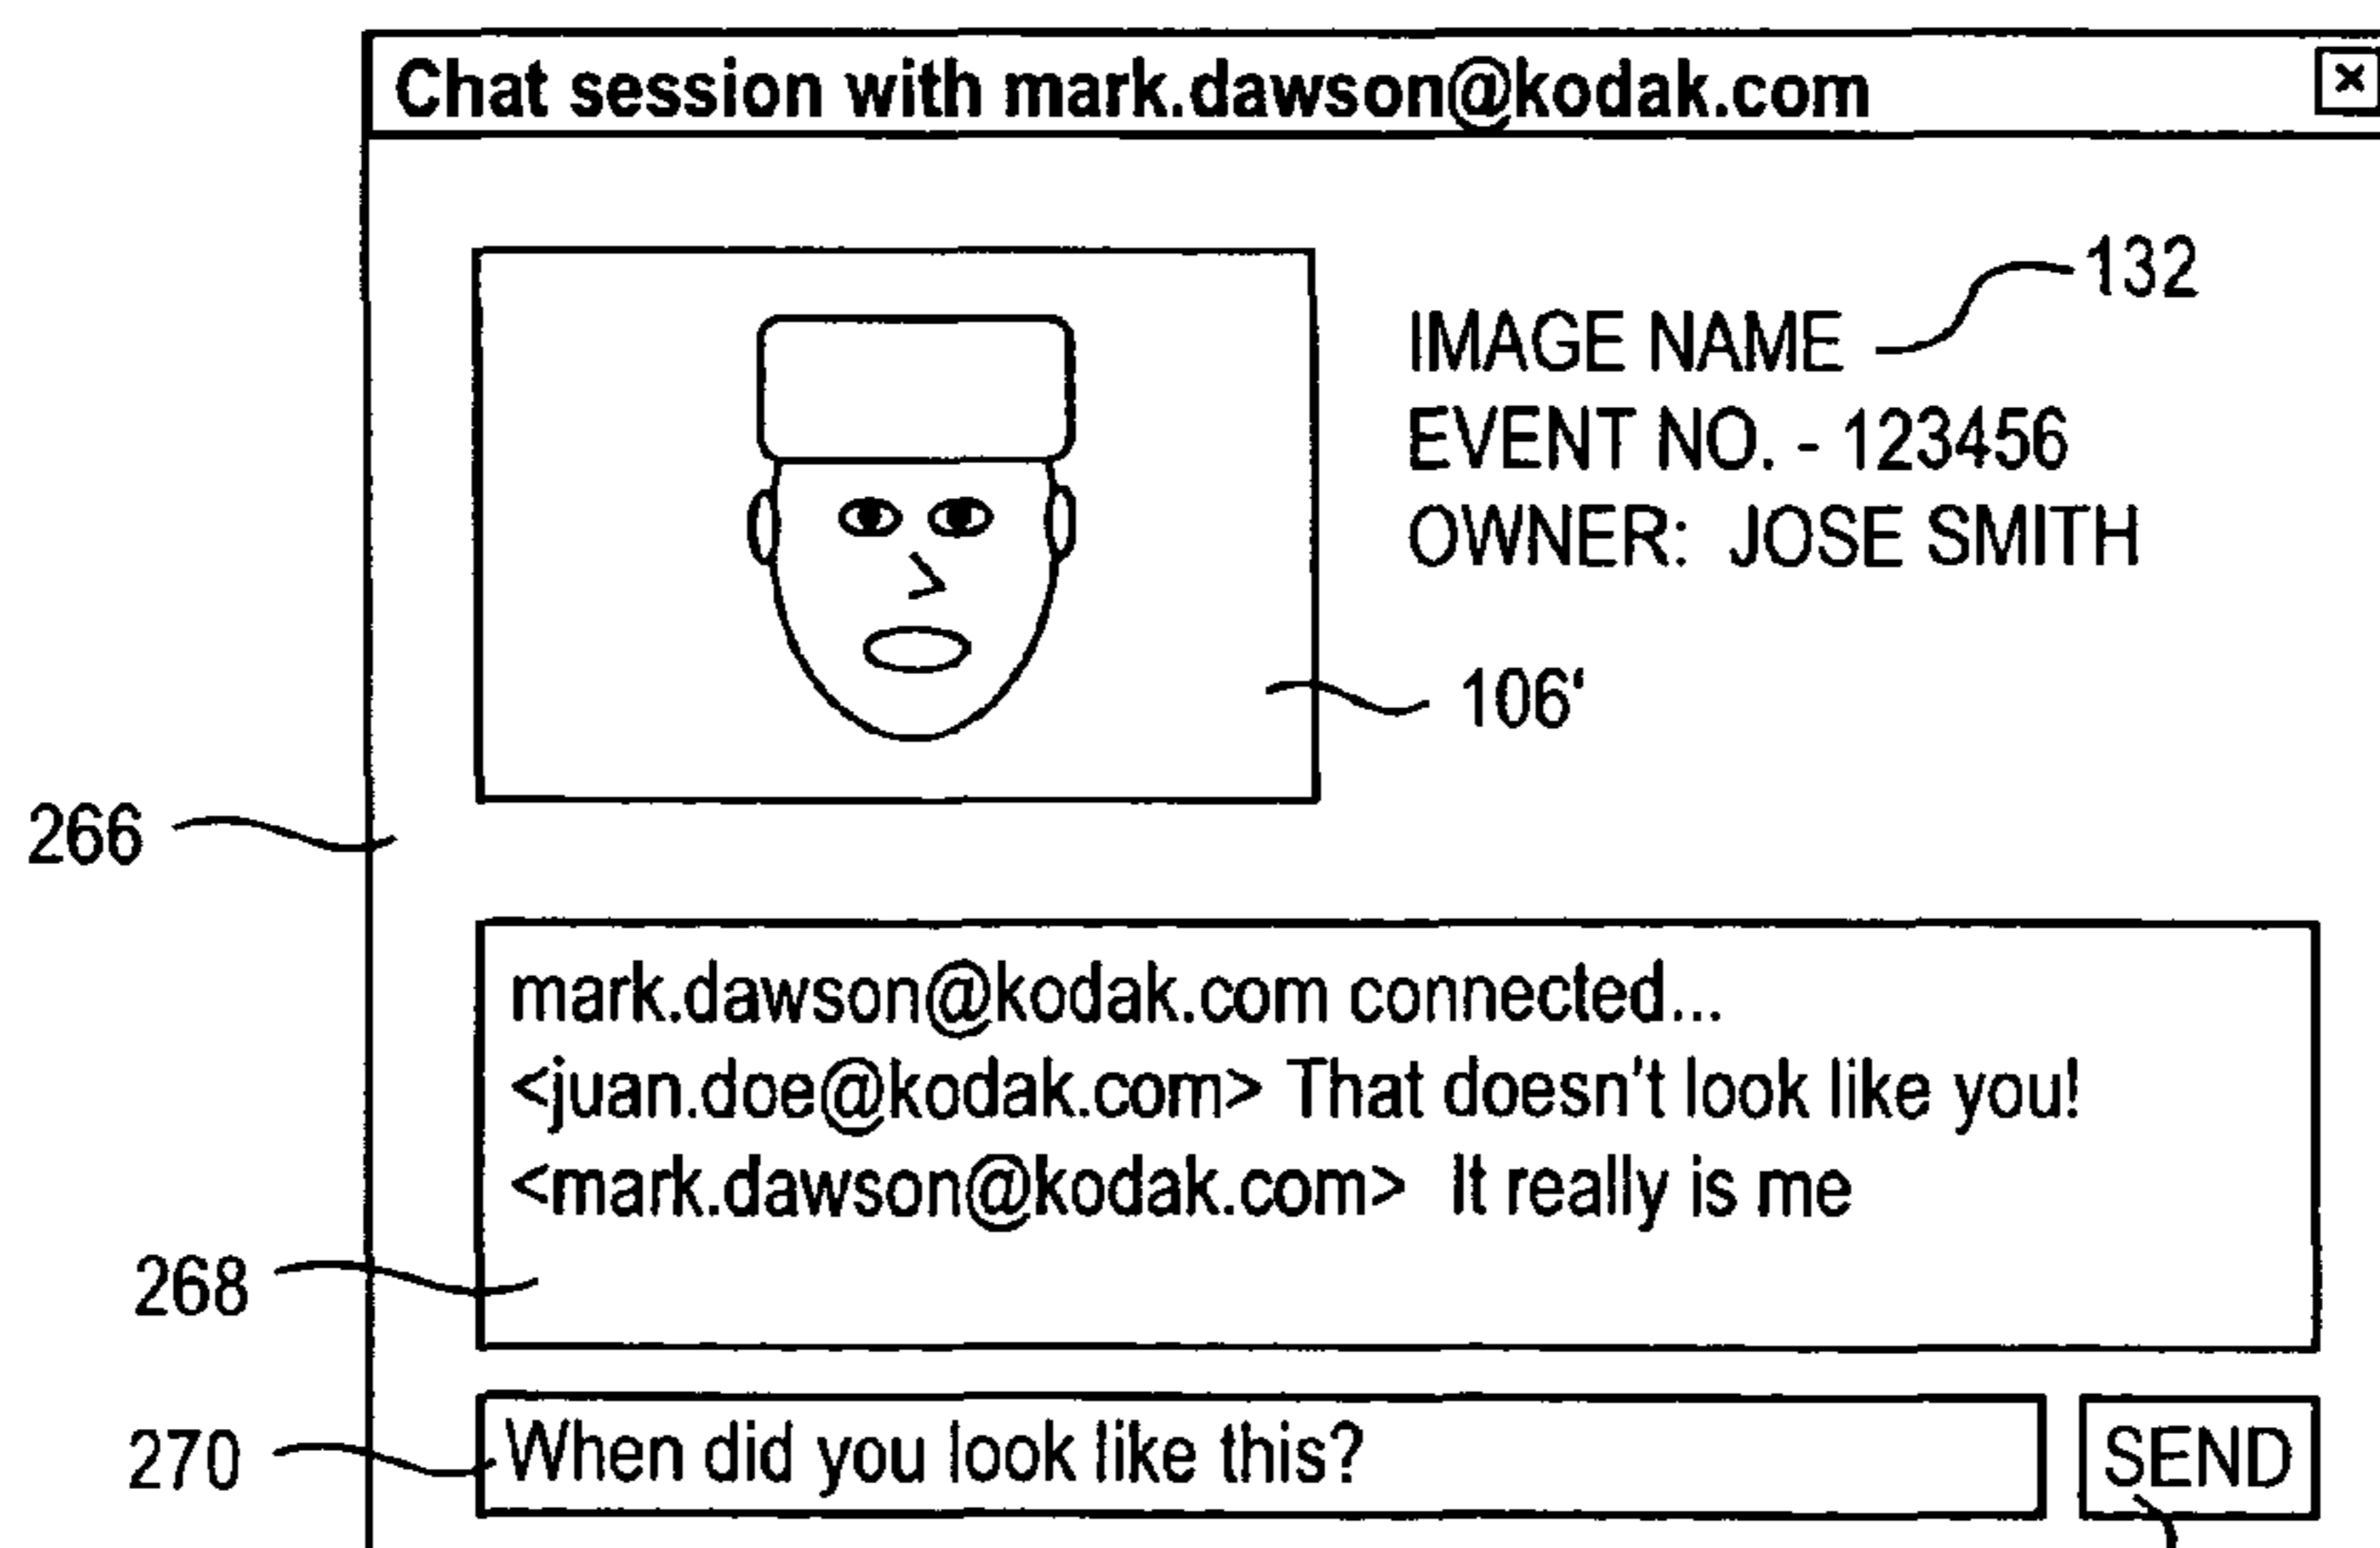 Chat session with mark.dawson@kodak.com
x
132
IMAGE NAME
EVENT NO. - 123456
OWNER: JOSE SMITH
106'
266
mark.dawson@kodak.com connected...
<juan.doe@kodak.com> That doesn't look like you!
<mark.dawson@kodak.com> It really is me
268
270
When did you look like this?
SEND